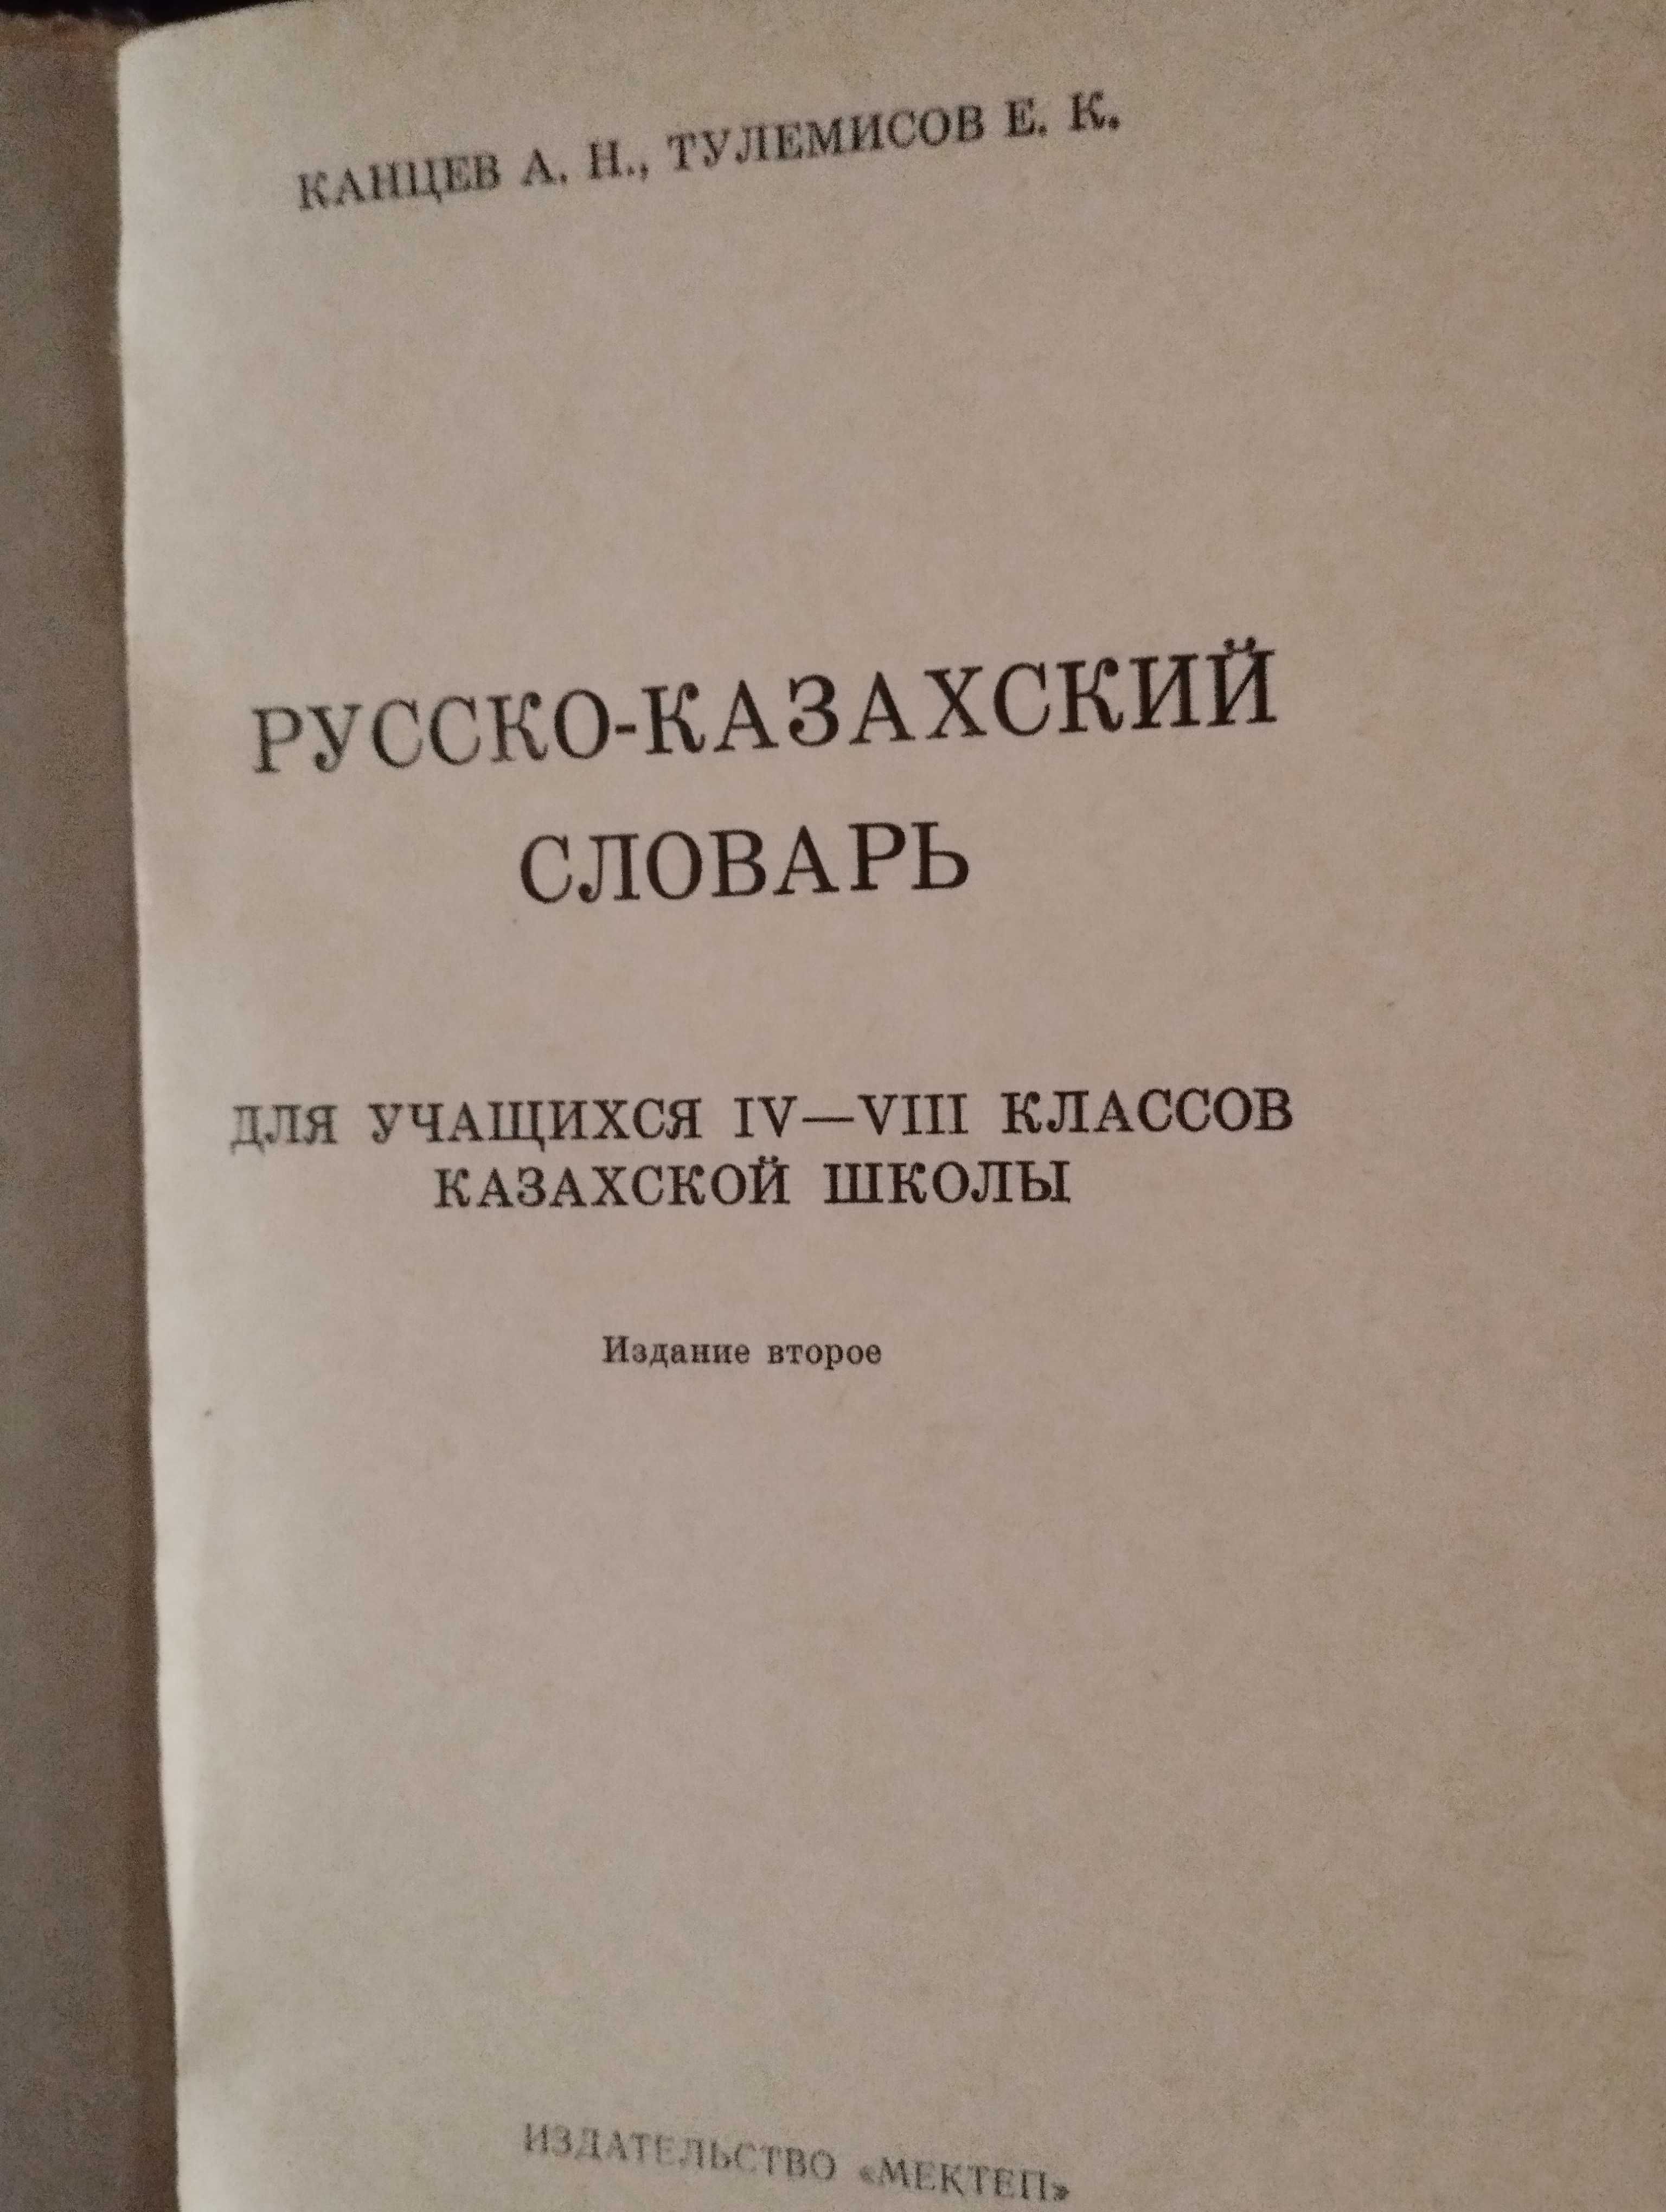 КАНЦЕВ А. Н., ТУЛЕМИСОВ Е. К.
РУССКО-КАЗАХСКИЙ
СЛОВАРЬ
ДЛЯ УЧАЩИХСЯ IV—VIII КЛАССОВ
КАЗАХСКОЙ ШКОЛЫ
Издание второе
ИЗДАТЕЛЬСТВО «МЕКТЕП»